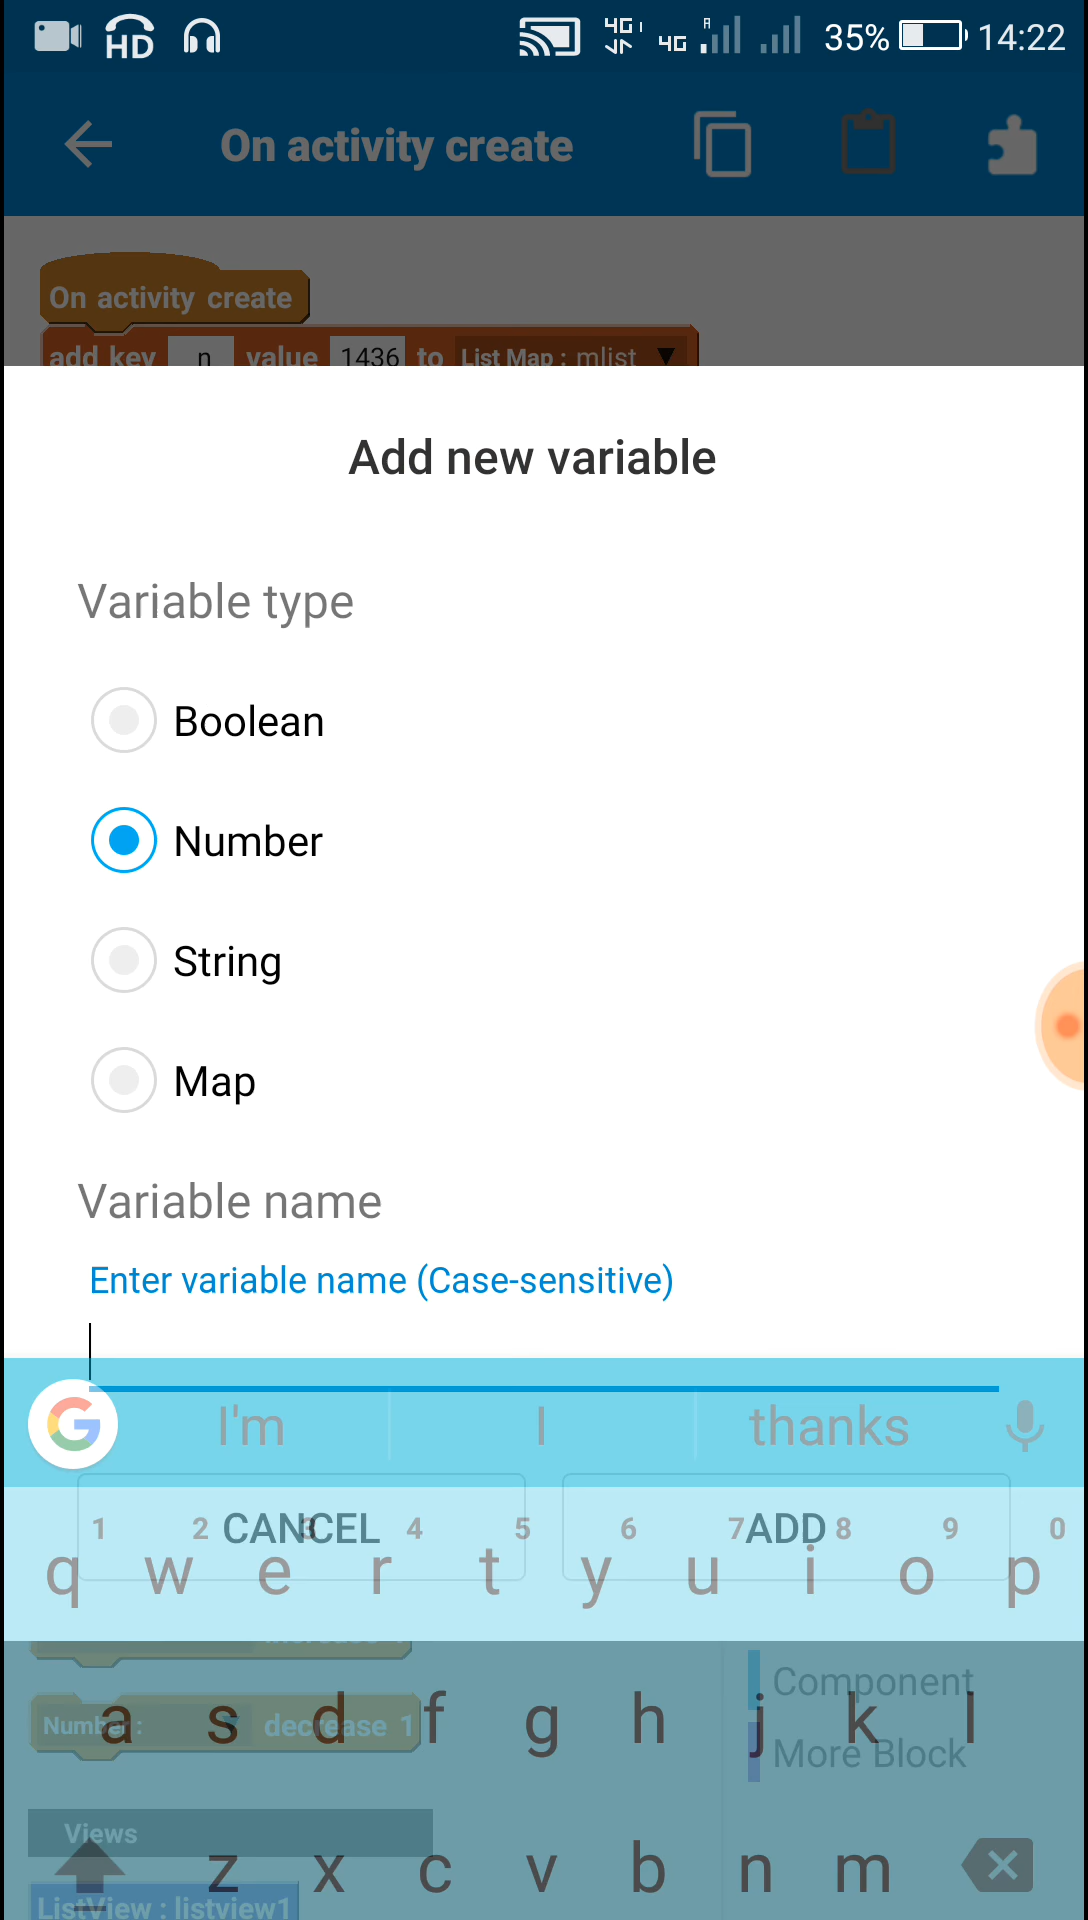 HD 4G 4G R 35% 14:22
On activity create
On activity create
add key n value 1436 to List Map : mlist
Add new variable
Variable type
Boolean
Number
String
Map
Variable name
Enter variable name (Case-sensitive)
G I'm I thanks
CANCEL ADD
1 2 3 4 5 6 7 8 9 0
q w e r t y u i o p
Component
Number : decrease 1
a s d f g h j k l
More Block
Views
z x c v b n m
ListView : listview1